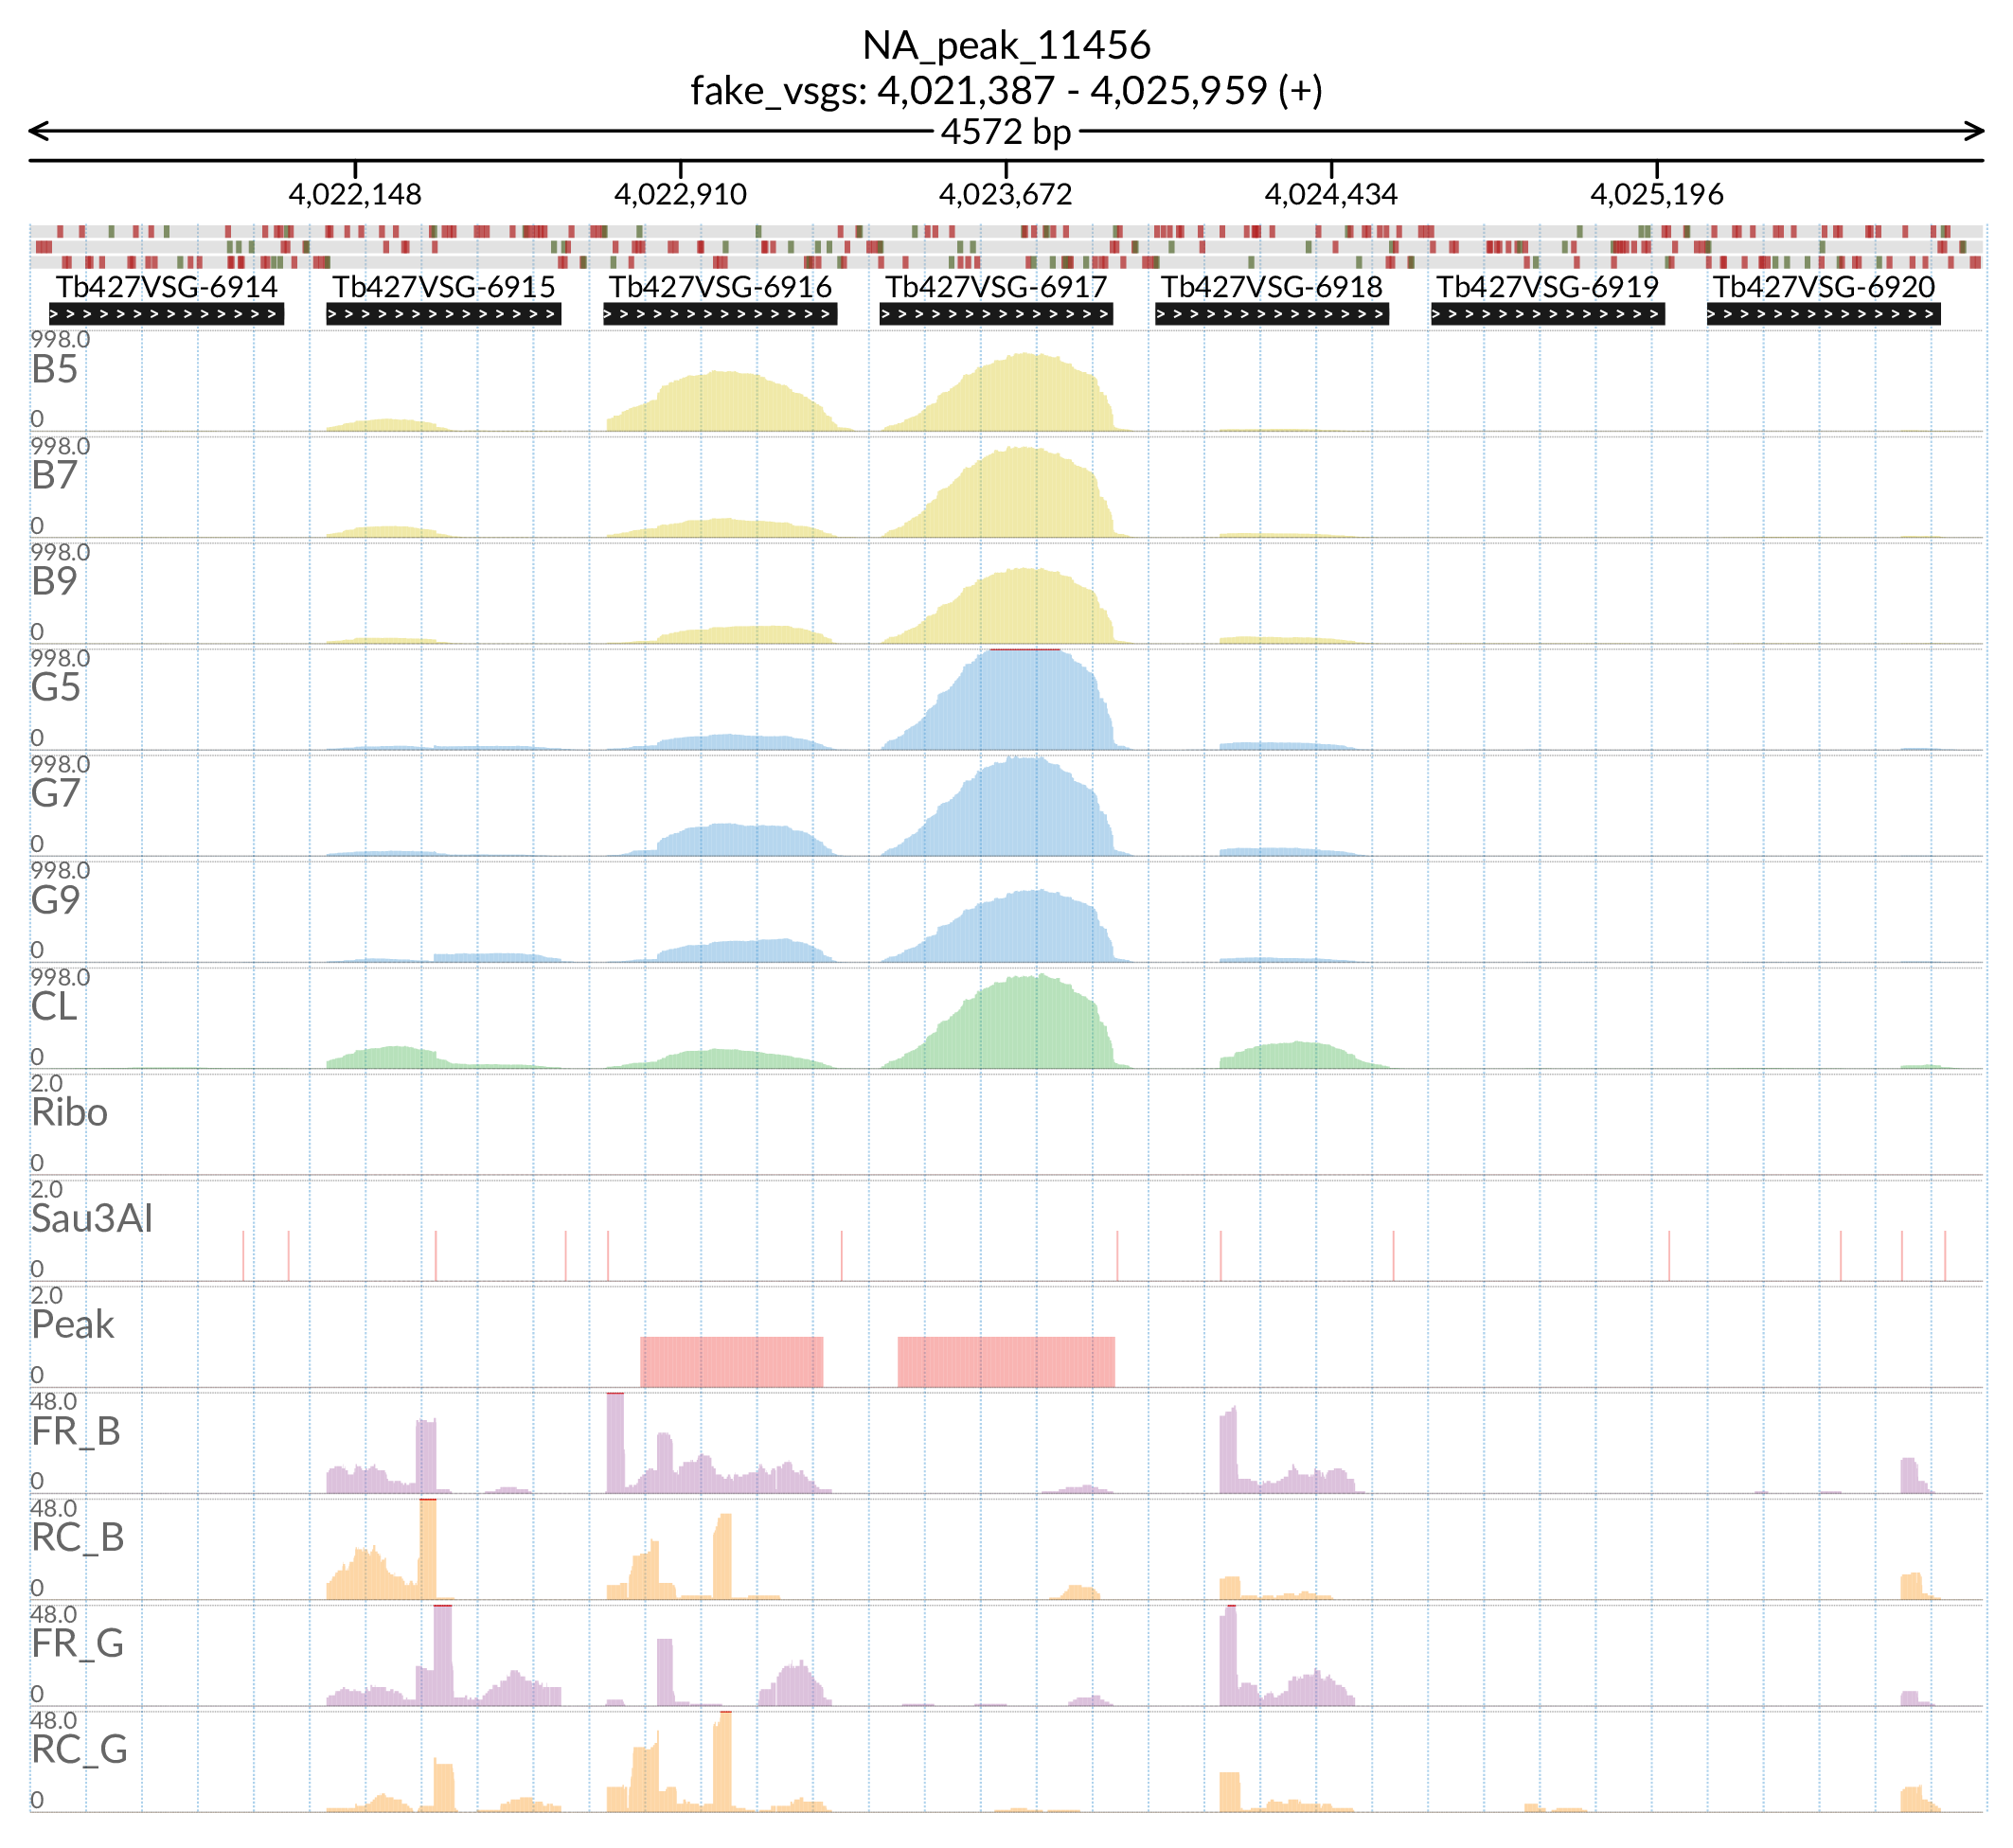 NA_peak_11456
fake_vsgs: 4,021,387 - 4,025,959 (+)
4572 bp
4,022,148 4,022,910 4,023,672 4,024,434 4,025,196
Tb427VSG-6914 Tb427VSG-6915 Tb427VSG-6916 Tb427VSG-6917 Tb427VSG-6918 Tb427VSG-6919 Tb427VSG-6920
998.0
B5
0
998.0
B7
0
998.0
B9
0
998.0
G5
0
998.0
G7
0
998.0
G9
0
998.0
CL
0
2.0
Ribo
0
2.0
Sau3AI
0
2.0
Peak
0
48.0
FR_B
0
48.0
RC_B
0
48.0
FR_G
0
48.0
RC_G
0